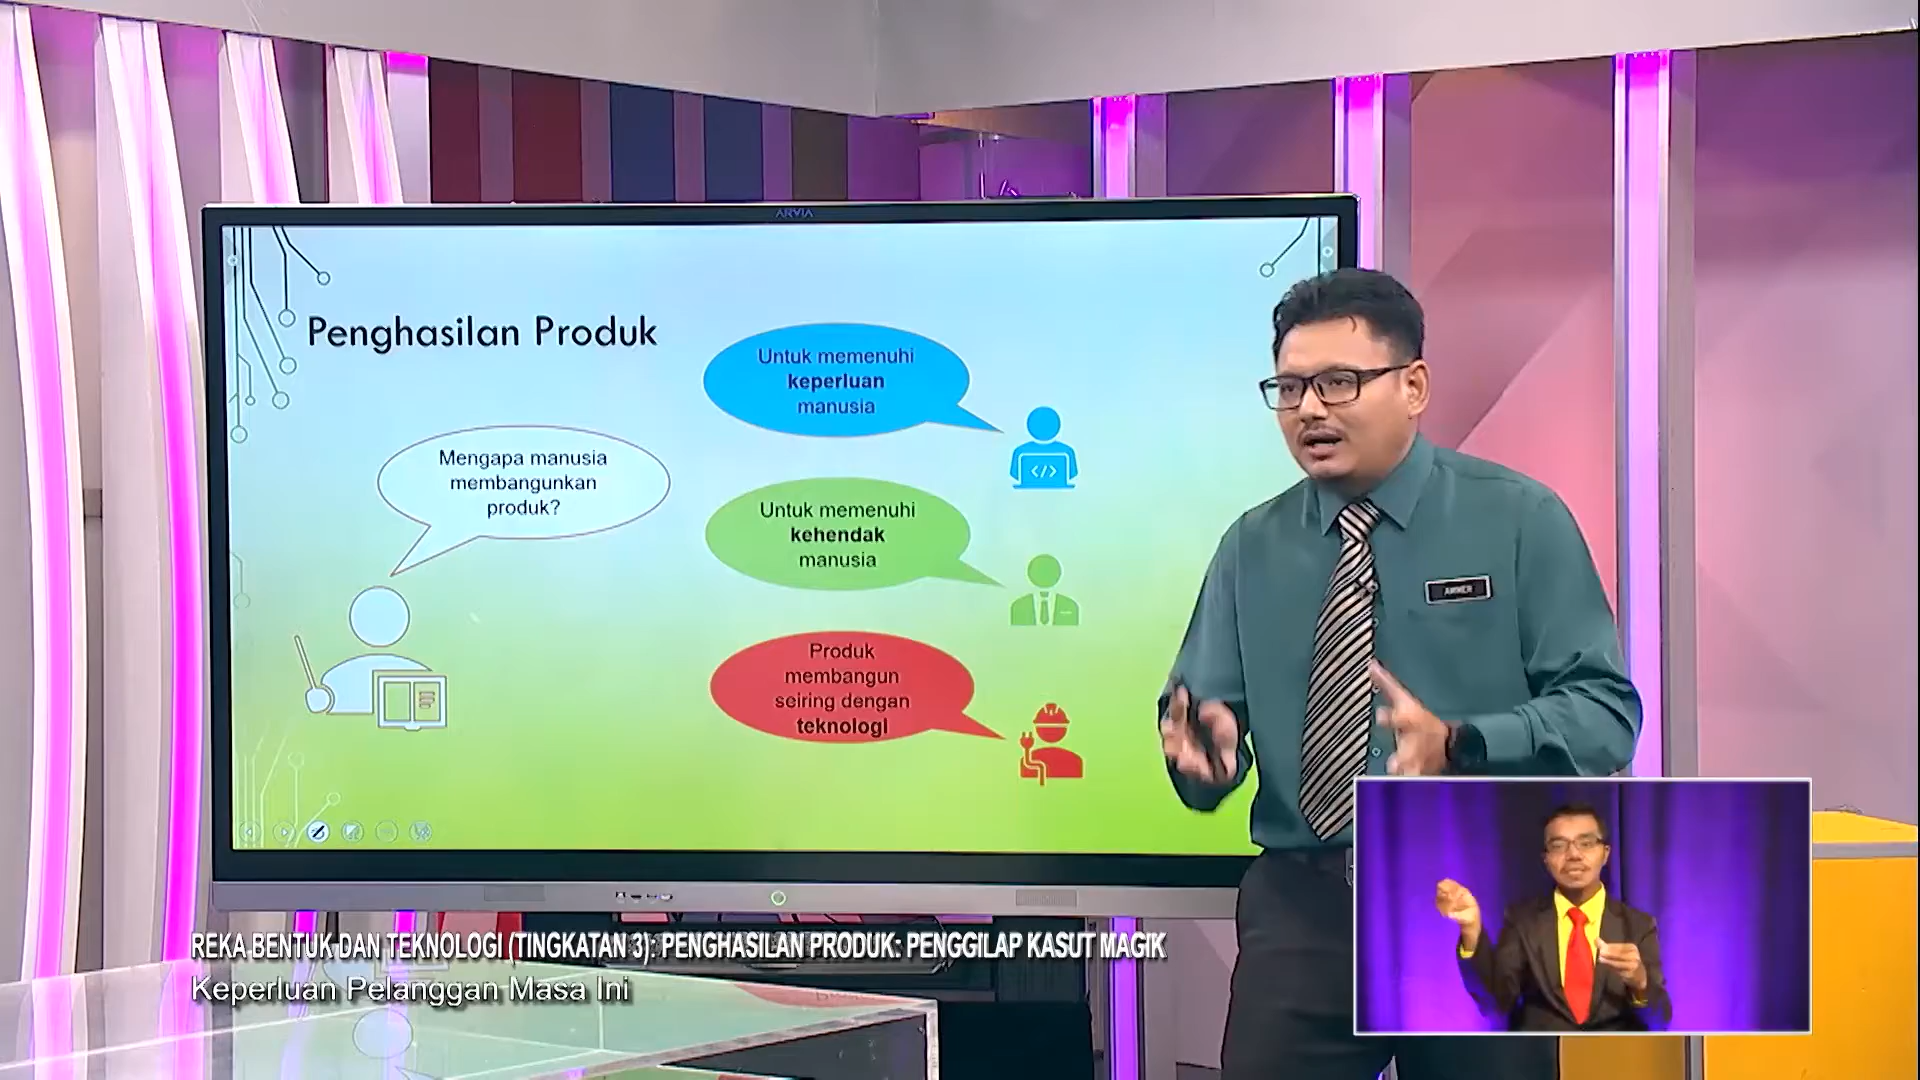 ARVIA
Penghasilan Produk
Untuk memenuhi
keperluan
manusia
Mengapa manusia
membangunkan
produk?
Untuk memenuhi
kehendak
manusia
Produk
membangun
seiring dengan
teknologi
</>
AMMER
REKA BENTUK DAN TEKNOLOGI (TINGKATAN 3): PENGHASILAN PRODUK: PENGGILAP KASUT MAGIK
Keperluan Pelanggan Masa Ini